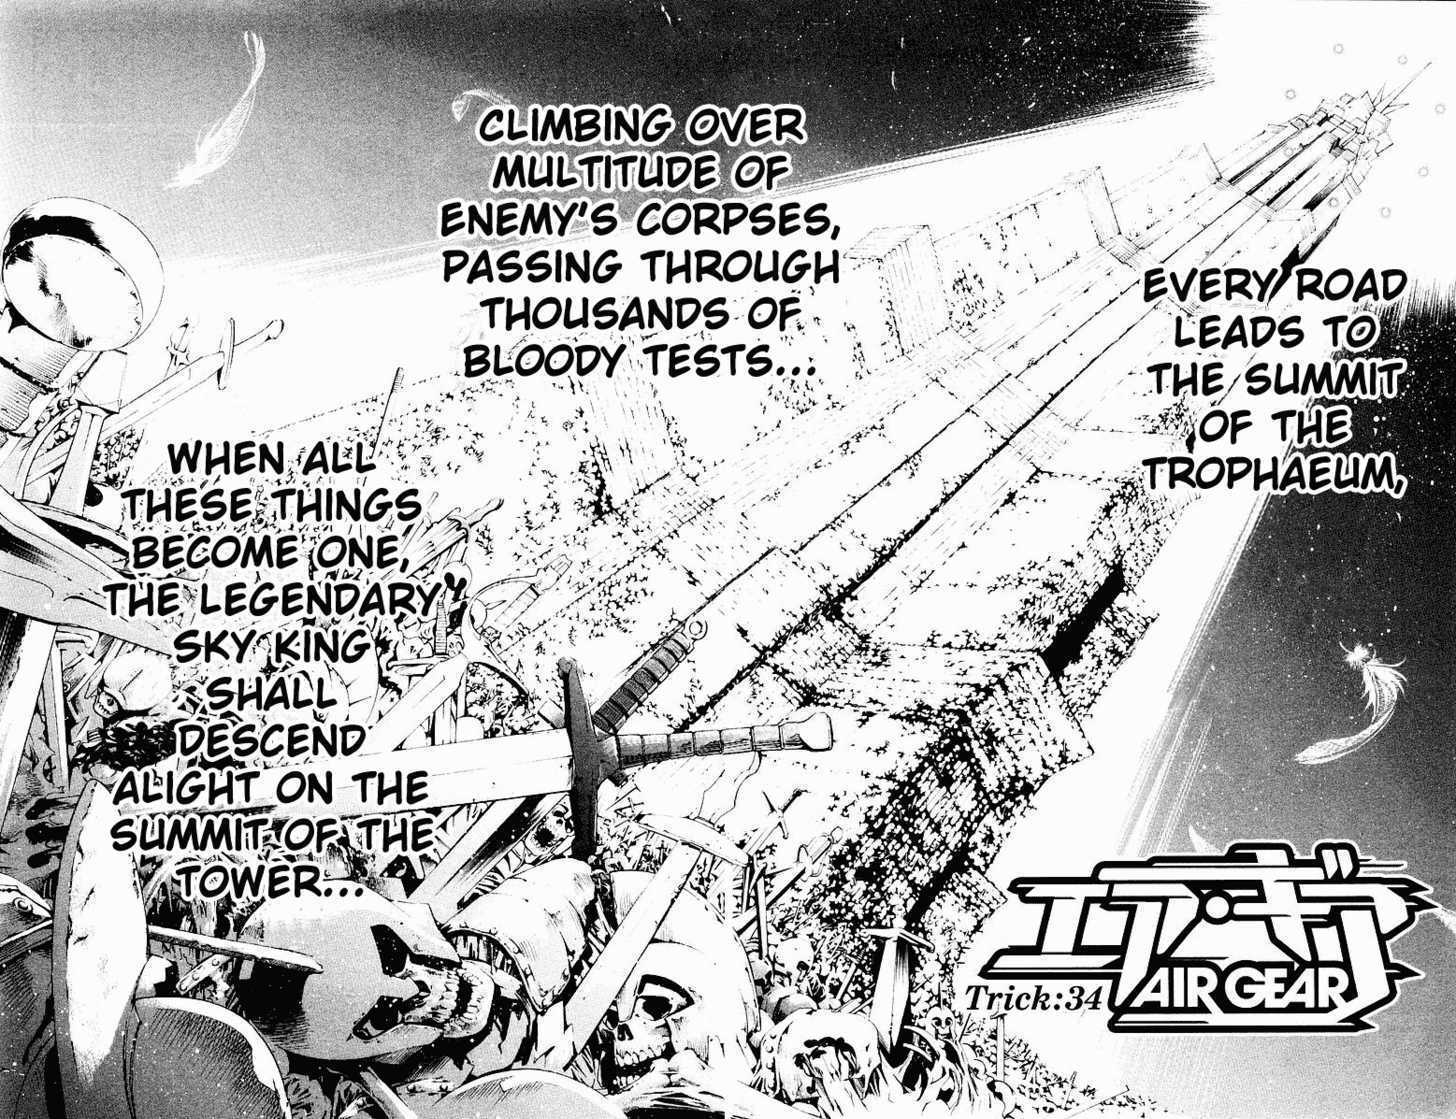 EVERY ROAD
LEADS TO
THE SUMMIT
OF THE
TROPHAEUM,
CLIMBING OVER
MULTITUDE OF
ENEMY'S CORPSES,
PASSING THROUGH
THOUSANDS OF
BLOODY TESTS...
WHEN ALL
THESE THINGS
BECOME ONE,
THE LEGENDARY
SKY KING
SHALL
DESCEND
ALIGHT ON THE
SUMMIT OF THE
TOWER...
エア・ギア
AIR GEAR
Trick:34